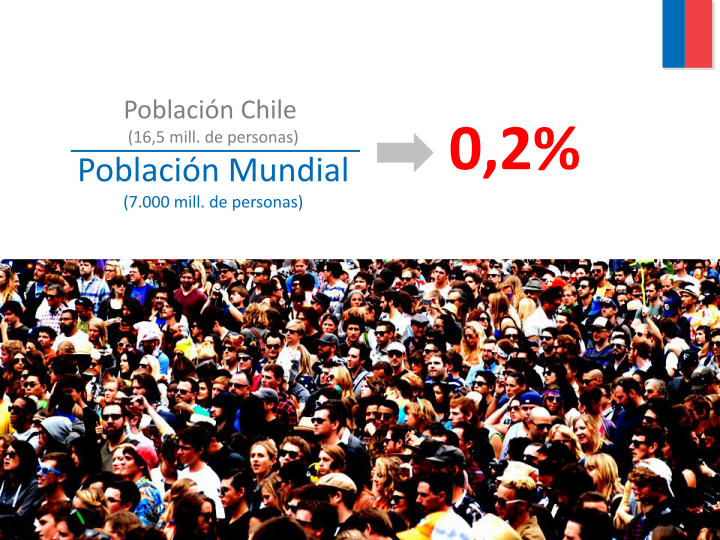 Población Chile
(16,5 mill. de personas)
Población Mundial
(7.000 mill. de personas)
0,2%